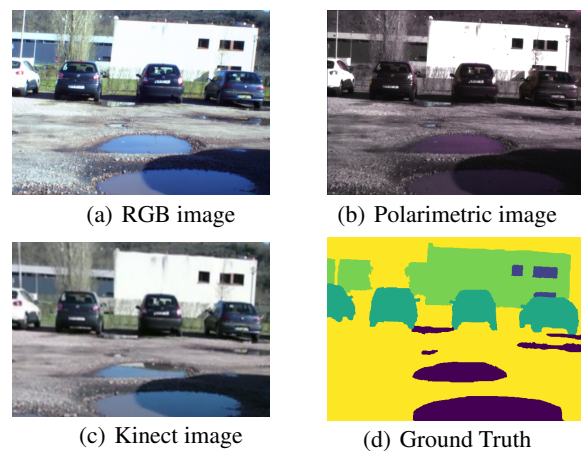 (a) RGB image
(b) Polarimetric image
(c) Kinect image
(d) Ground Truth